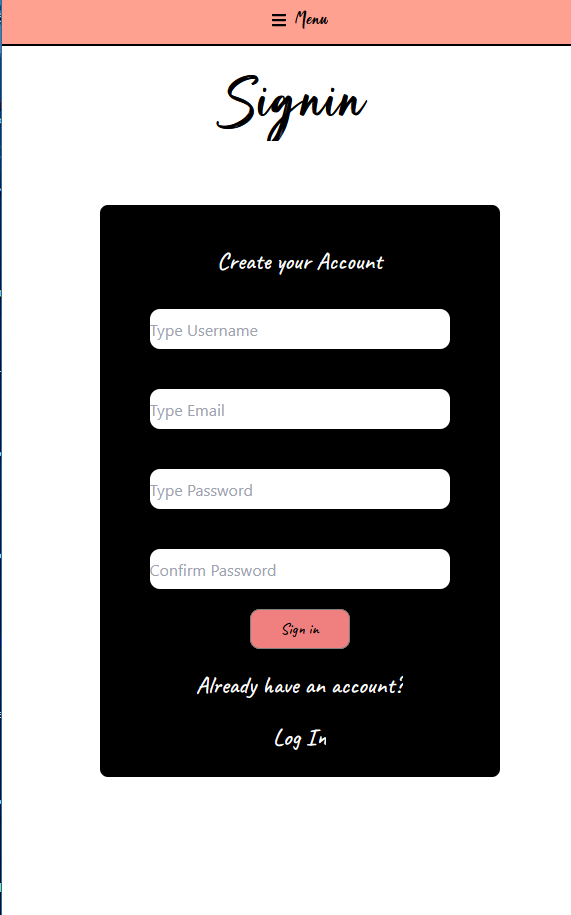 Menu
Signin
Create your Account
Type Username
Type Email
Type Password
Confirm Password
Sign in
Already have an account?
Log In